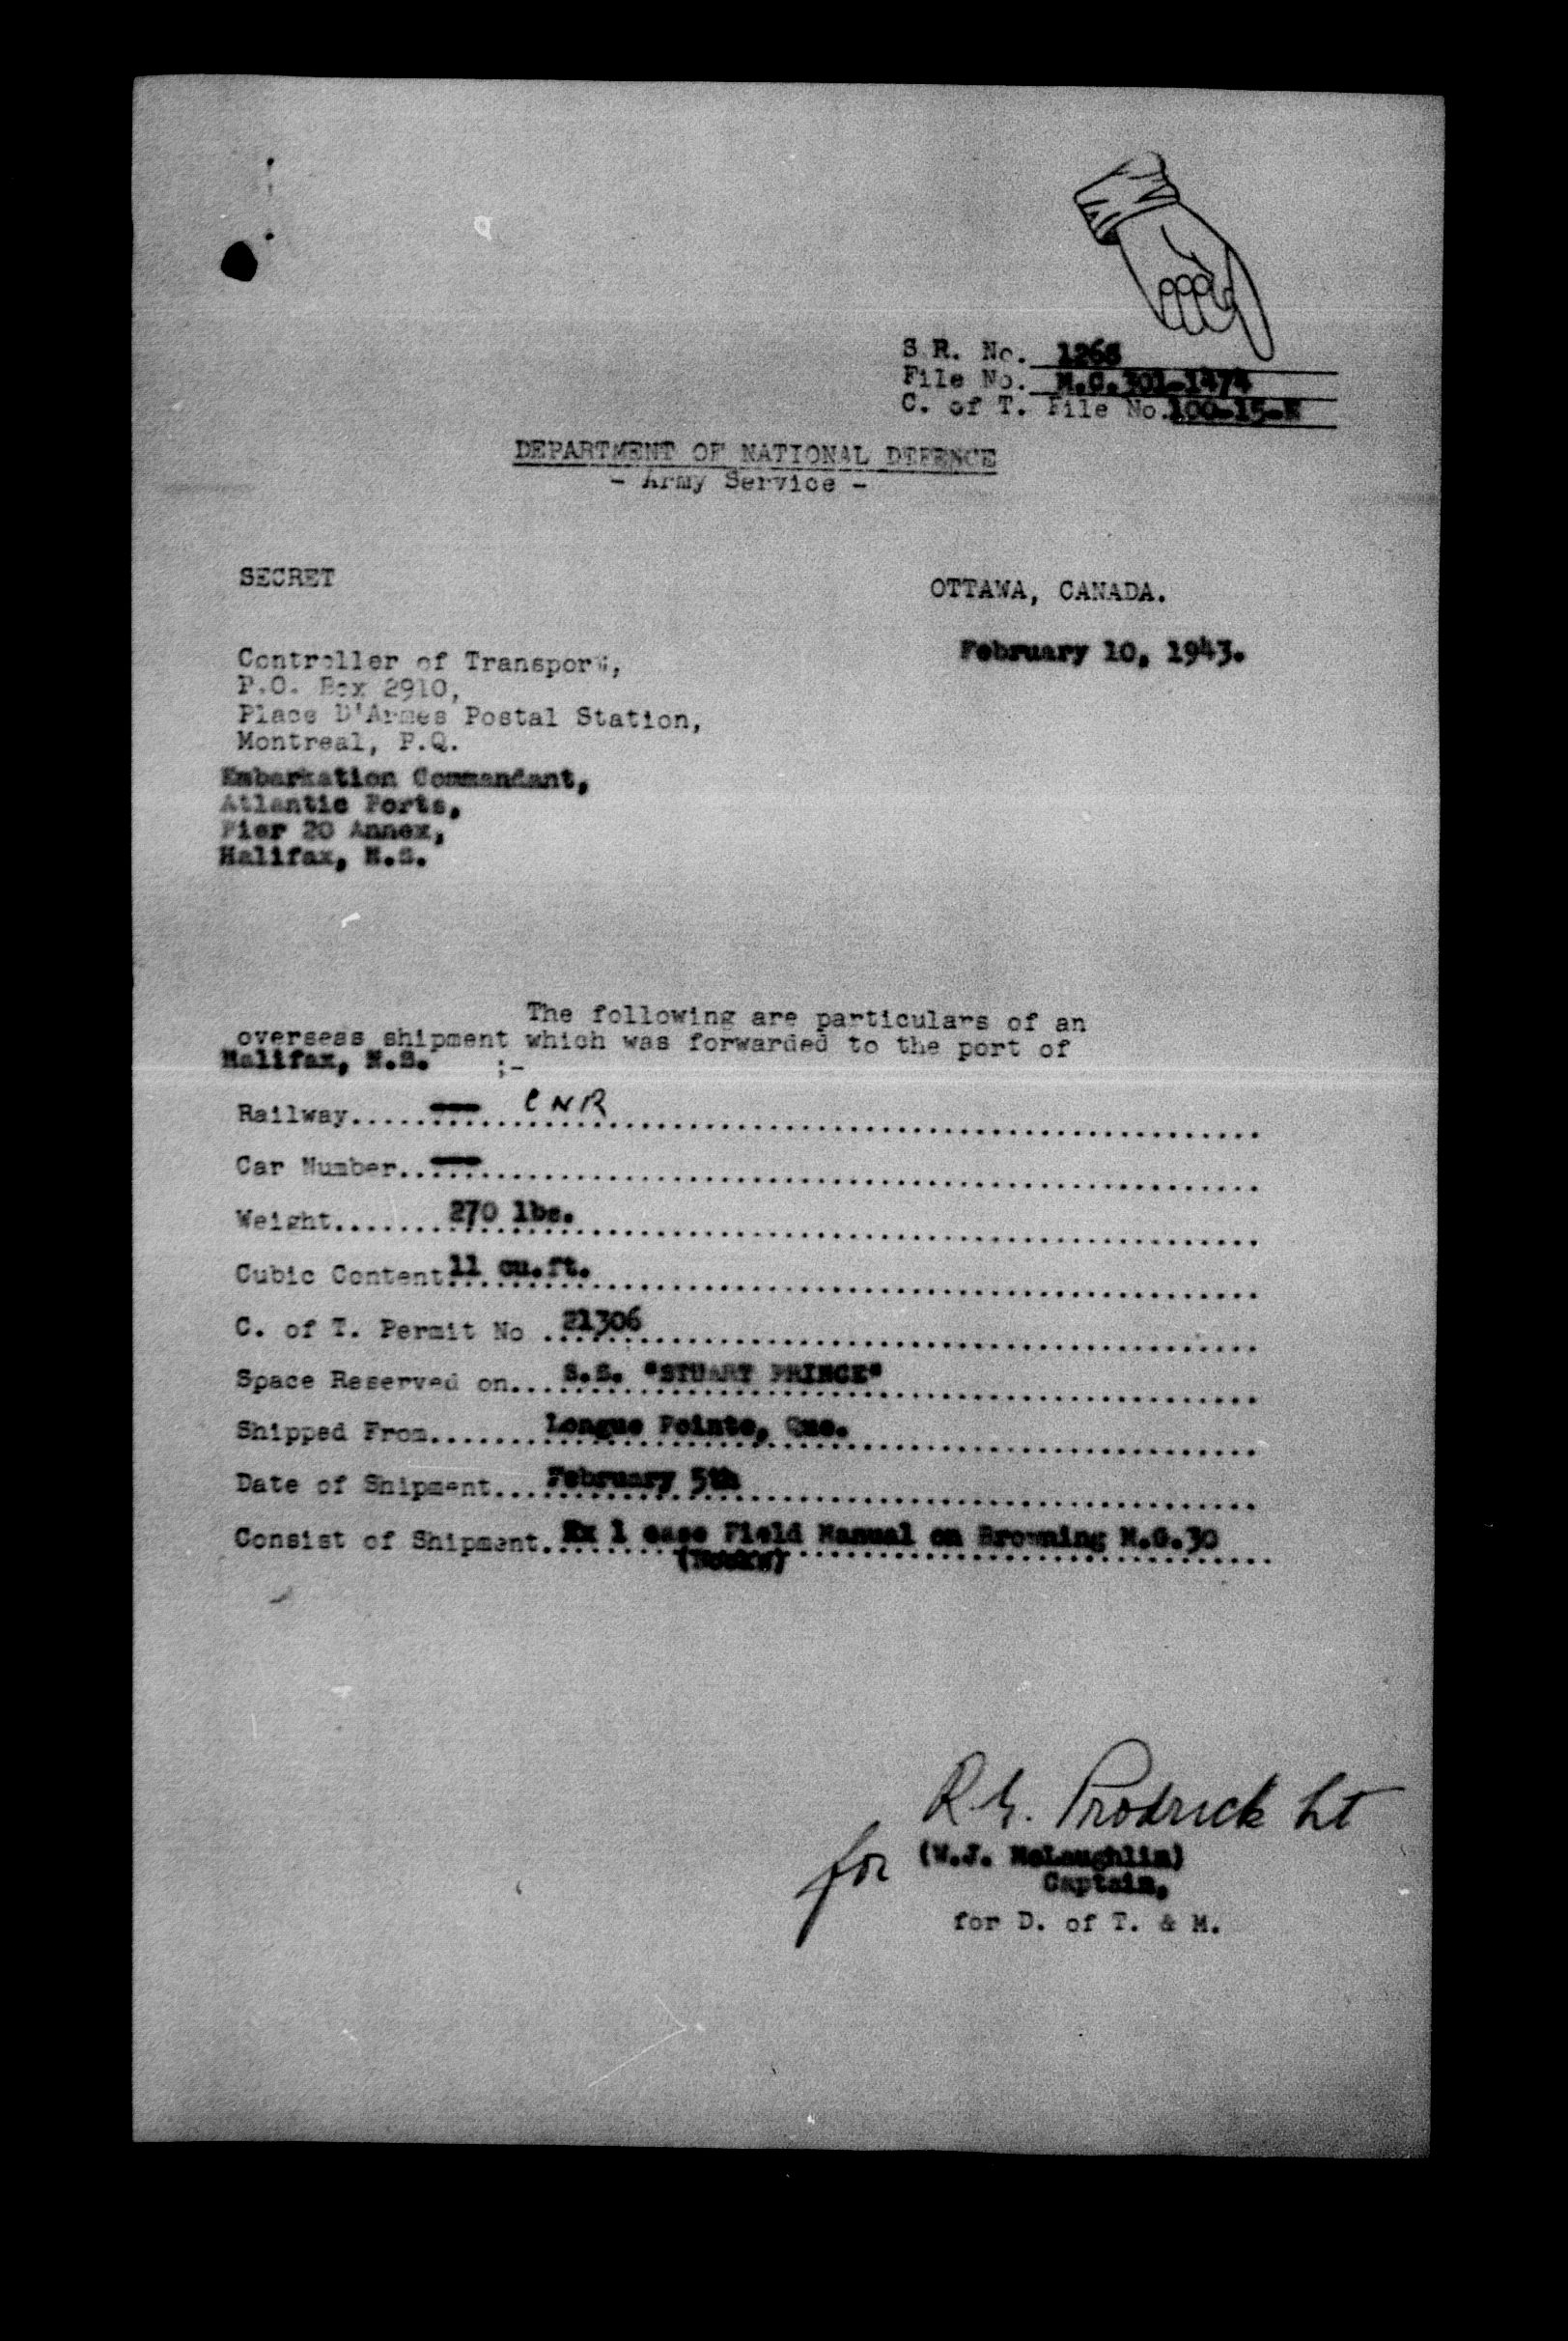 S.R. No. 1268
File No. H.C.301-1474
C. of T. File No.
DEPARTMENT OF NATIONAL DEFENCE
- Army Service -
SECRET
OTTAWA, CANADA.
February 10, 1943.
Controller of Transport,
P.O. Box 2910,
Place D'Armes Postal Station,
Montreal, P.Q.
Embarkation Commandant,
Atlantic Ports,
Pier 20 Annex,
Halifax, N.S.
The following are particulars of an
overseas shipment which was forwarded to the port of
Halifax, N.S. :-
Railway..... — CNR
Car Number.. —
Weight....... 270 lbs.
Cubic Content 11 cu.ft.
C. of T. Permit No . 21306
Space Reserved on... S.S. "STUART PRINCE"
Shipped From....... Longue Pointe, Que.
Date of Shipment... February 5th
Consist of Shipment. Ex 1 case Field Manual on Browning M.G.30
(Books)
R.G. Prodrick Lt
for (W.J. McLaughlin)
Captain,
for D. of T. & M.